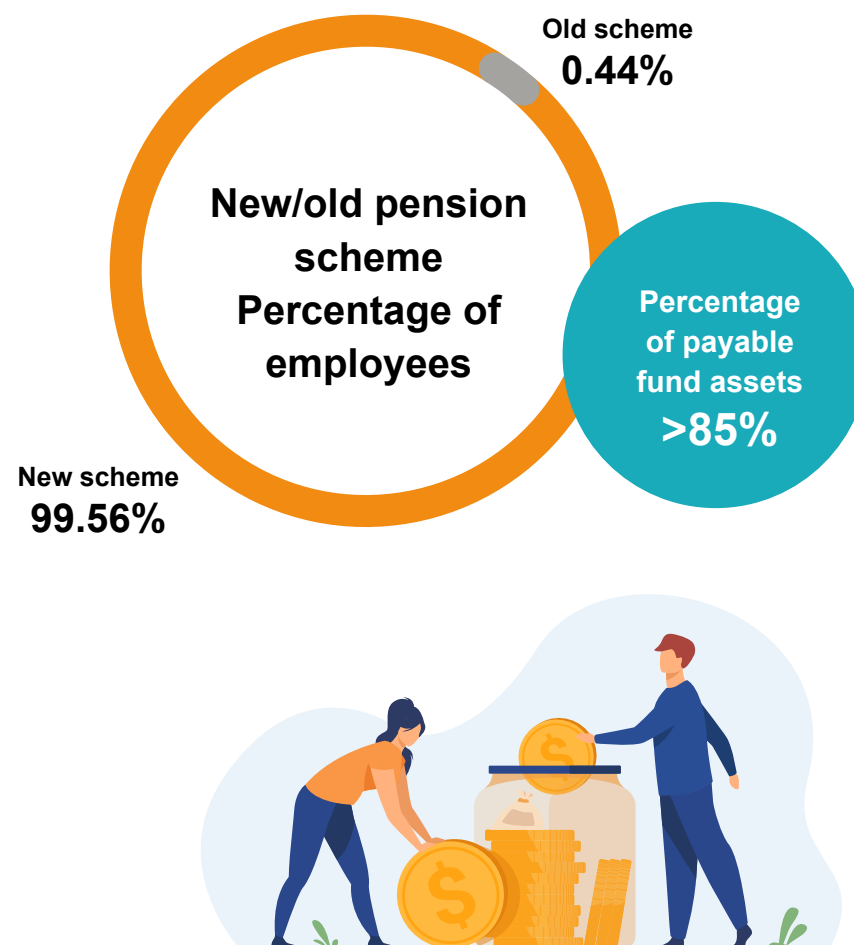 Old scheme
0.44%
New/old pension
scheme
Percentage of
employees
Percentage
of payable
fund assets
>85%
New scheme
99.56%
$
$